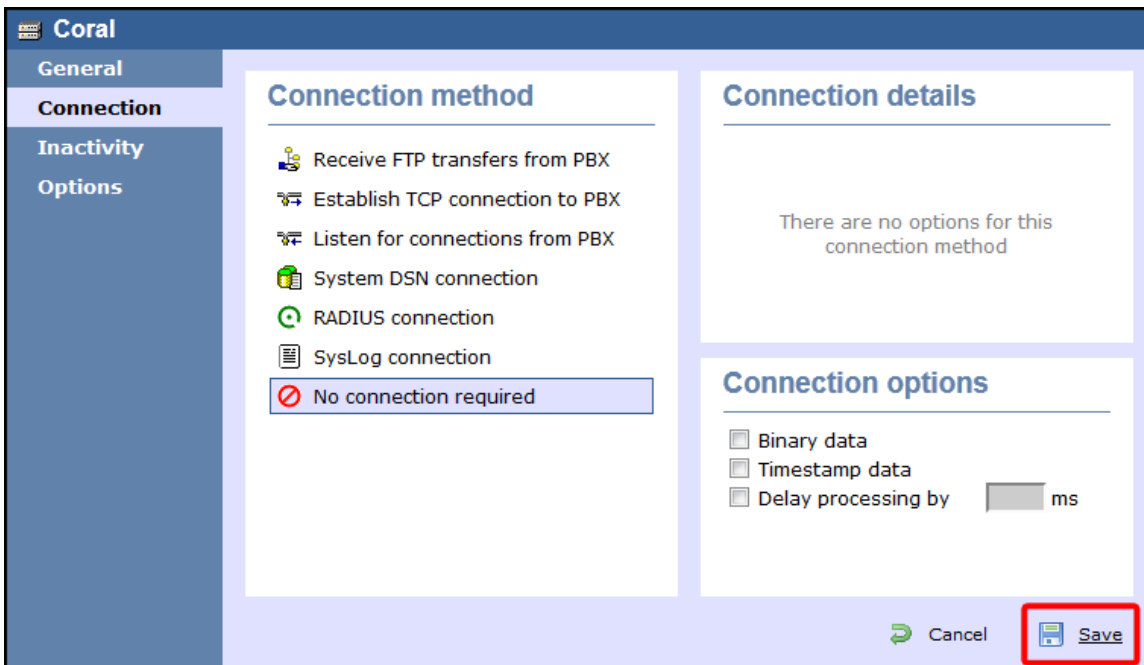 Coral
General
Connection
Inactivity
Options
Connection method
Receive FTP transfers from PBX
Establish TCP connection to PBX
Listen for connections from PBX
System DSN connection
RADIUS connection
SysLog connection
No connection required
Connection details
There are no options for this
connection method
Connection options
Binary data
Timestamp data
Delay processing by ms
Cancel
Save